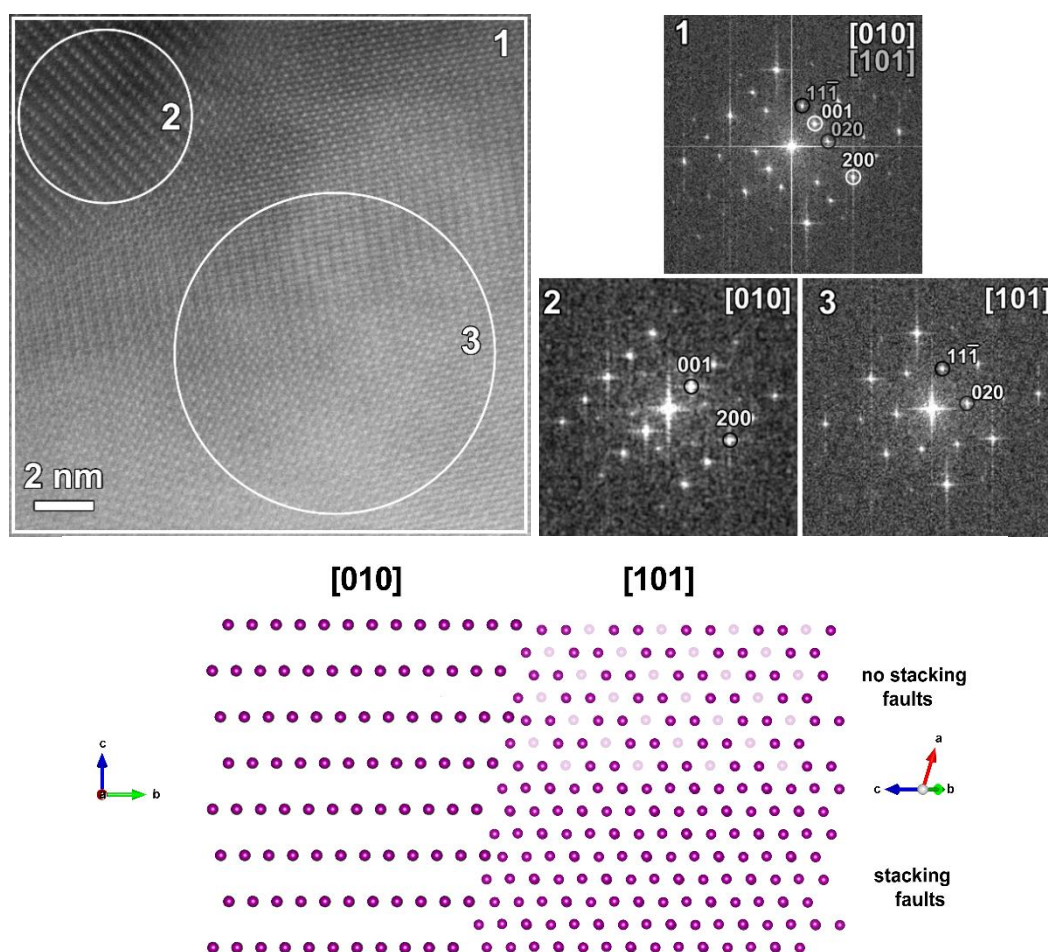 1
2
3
2 nm
1
[010]
[101]
111̅
001
020
200
2
[010]
001
200
3
[101]
111̅
020
[010]
[101]
no stacking
faults
c
a
b
a
c
b
stacking
faults